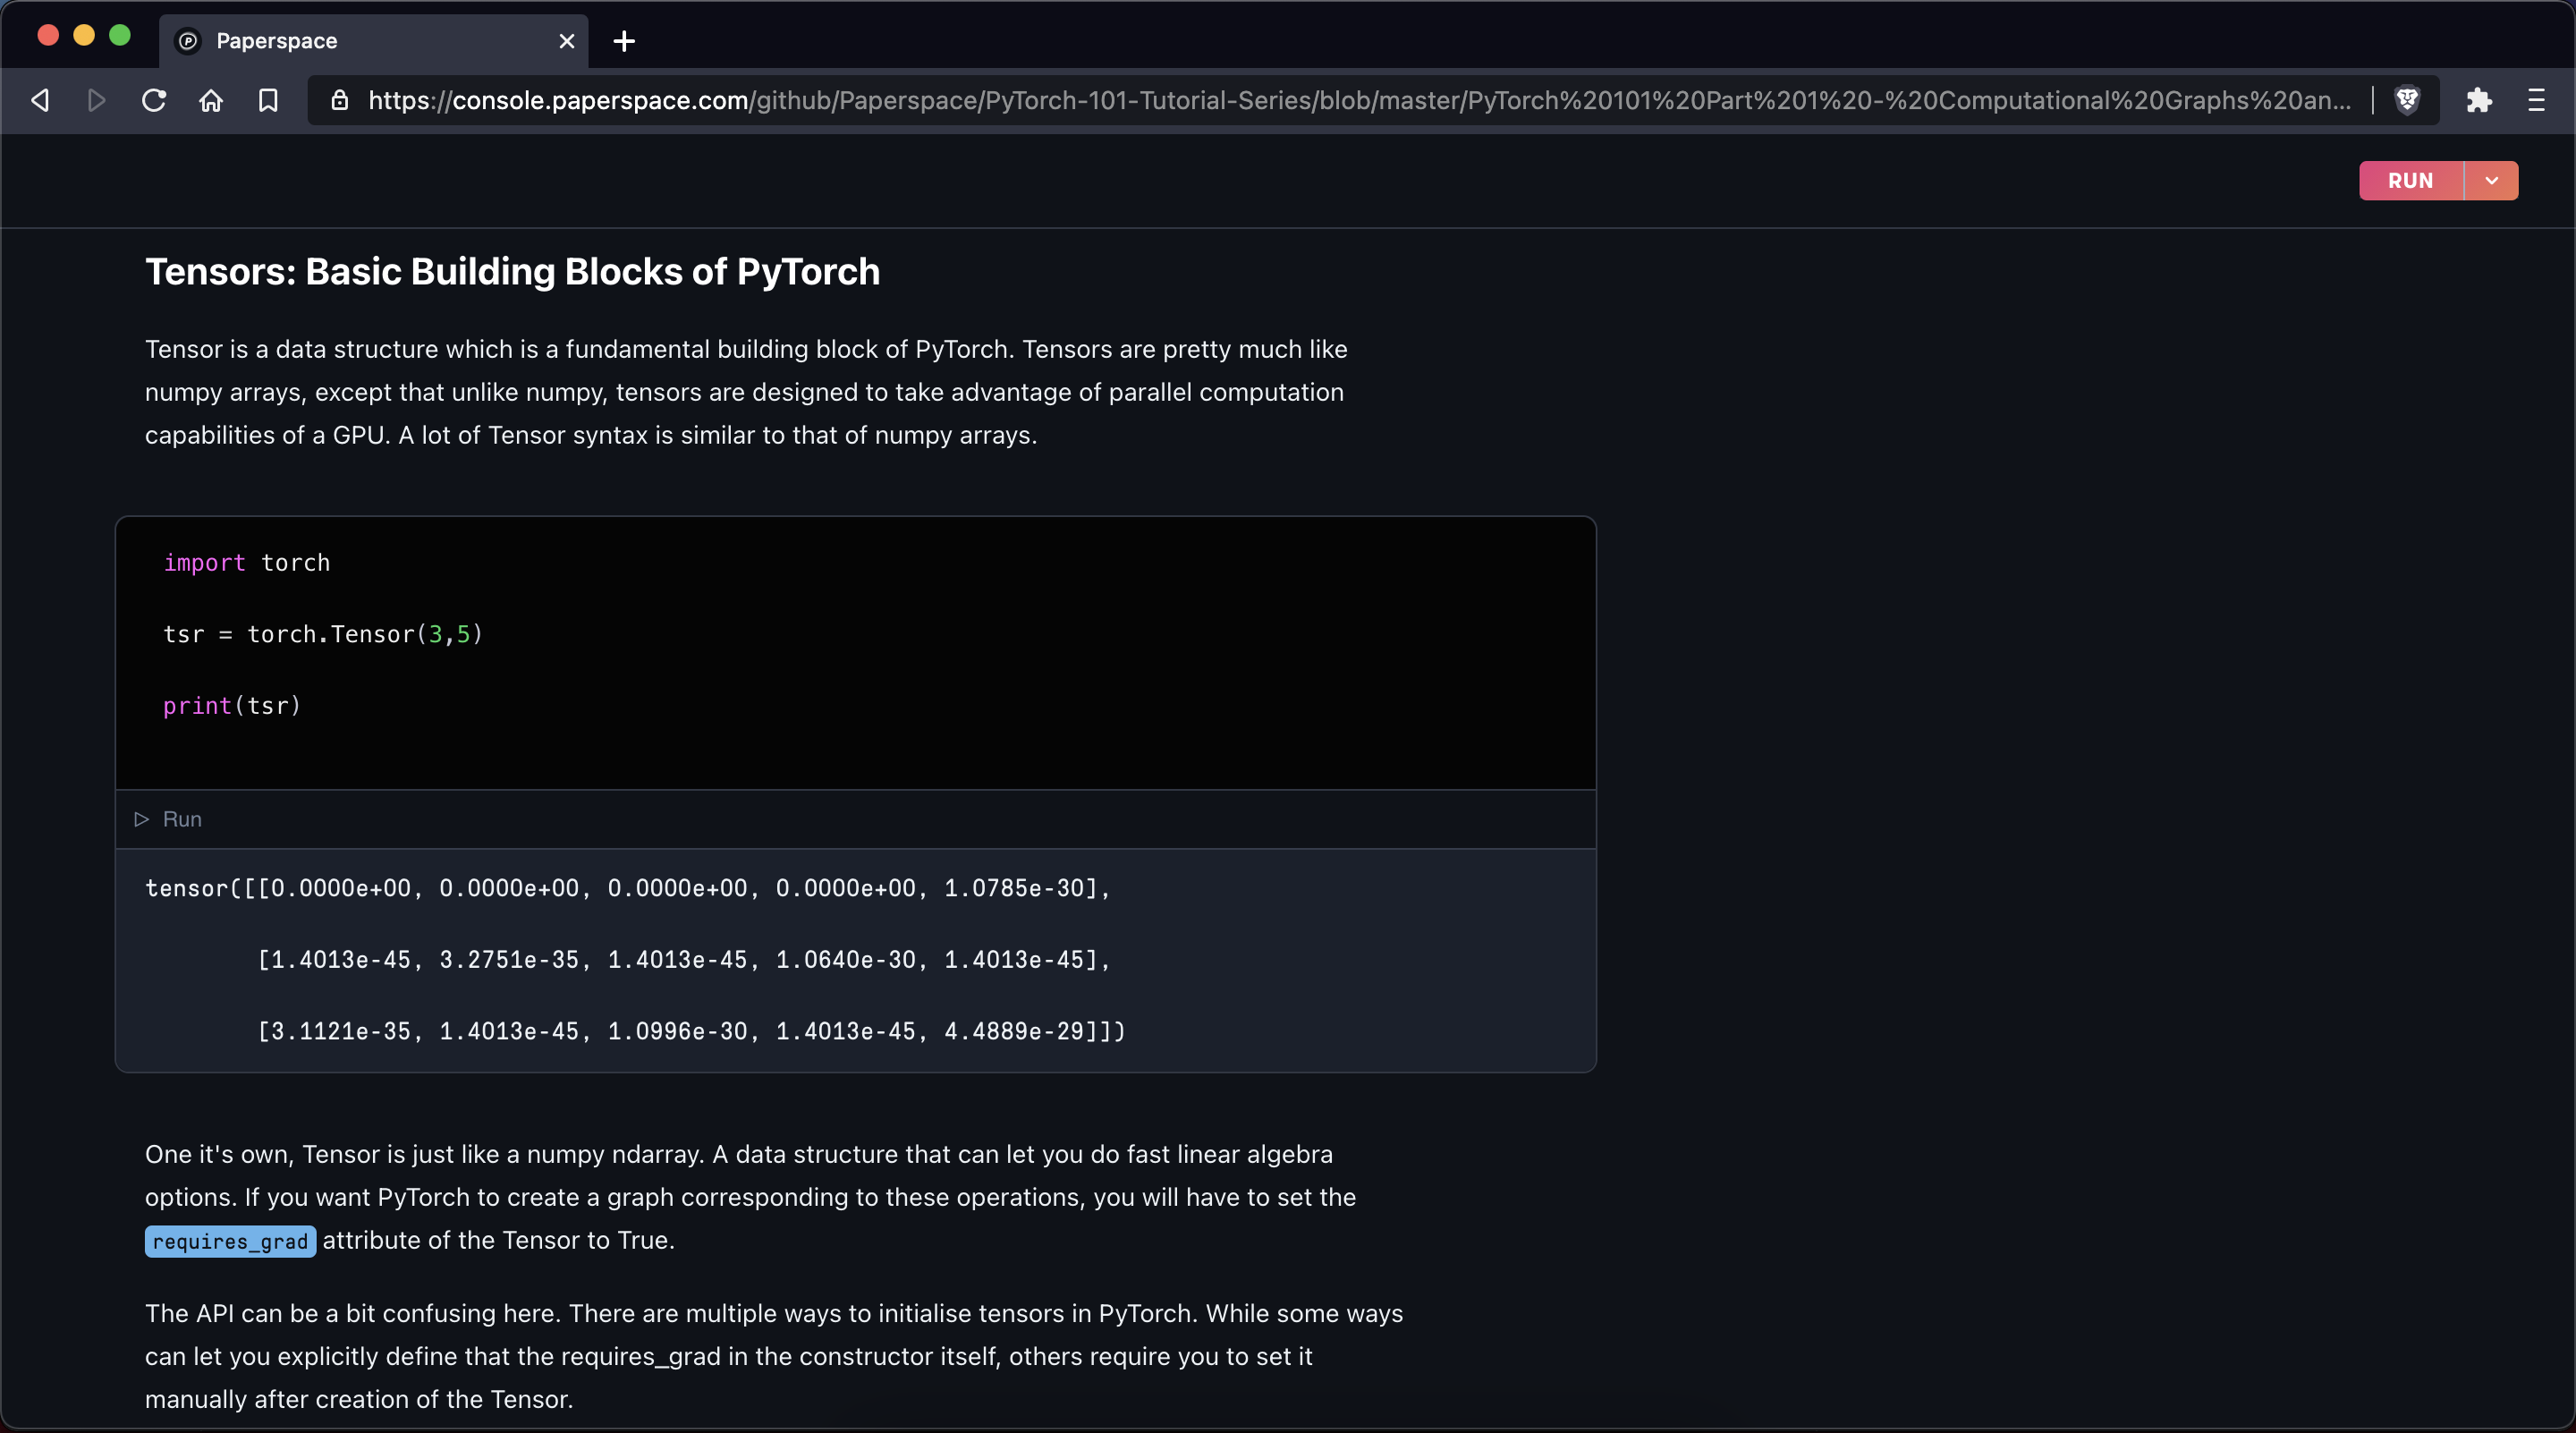 Paperspace
https://console.paperspace.com/github/Paperspace/PyTorch-101-Tutorial-Series/blob/master/PyTorch%20101%20Part%201%20-%20Computational%20Graphs%20an...
RUN
Tensors: Basic Building Blocks of PyTorch
Tensor is a data structure which is a fundamental building block of PyTorch. Tensors are pretty much like
numpy arrays, except that unlike numpy, tensors are designed to take advantage of parallel computation
capabilities of a GPU. A lot of Tensor syntax is similar to that of numpy arrays.
import torch
tsr = torch.Tensor(3,5)
print(tsr)
Run
tensor([[0.0000e+00, 0.0000e+00, 0.0000e+00, 0.0000e+00, 1.0785e-30],
[1.4013e-45, 3.2751e-35, 1.4013e-45, 1.0640e-30, 1.4013e-45],
[3.1121e-35, 1.4013e-45, 1.0996e-30, 1.4013e-45, 4.4889e-29]])
One it's own, Tensor is just like a numpy ndarray. A data structure that can let you do fast linear algebra
options. If you want PyTorch to create a graph corresponding to these operations, you will have to set the
requires_grad attribute of the Tensor to True.
The API can be a bit confusing here. There are multiple ways to initialise tensors in PyTorch. While some ways
can let you explicitly define that the requires_grad in the constructor itself, others require you to set it
manually after creation of the Tensor.